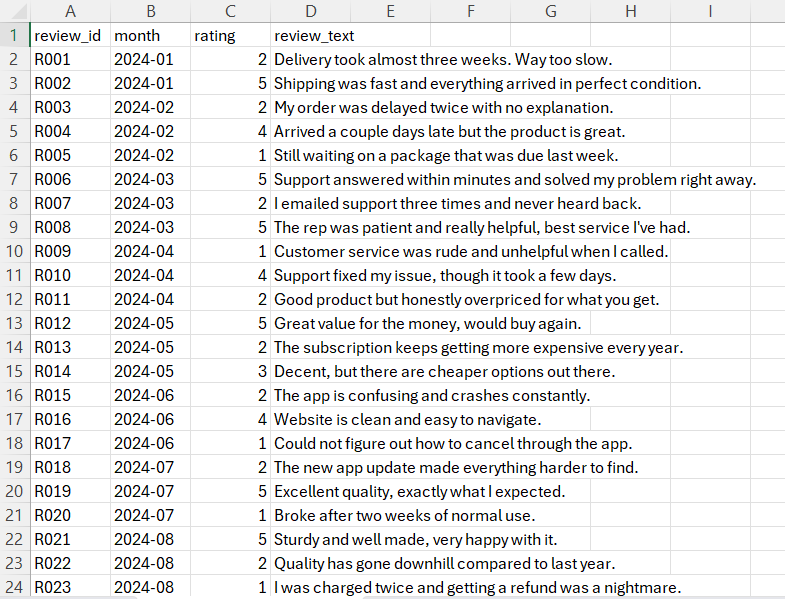 A B C D E F G H I
1 review_id month rating review_text
2 R001 2024-01 2 Delivery took almost three weeks. Way too slow.
3 R002 2024-01 5 Shipping was fast and everything arrived in perfect condition.
4 R003 2024-02 2 My order was delayed twice with no explanation.
5 R004 2024-02 4 Arrived a couple days late but the product is great.
6 R005 2024-02 1 Still waiting on a package that was due last week.
7 R006 2024-03 5 Support answered within minutes and solved my problem right away.
8 R007 2024-03 2 I emailed support three times and never heard back.
9 R008 2024-03 5 The rep was patient and really helpful, best service I've had.
10 R009 2024-04 1 Customer service was rude and unhelpful when I called.
11 R010 2024-04 4 Support fixed my issue, though it took a few days.
12 R011 2024-04 2 Good product but honestly overpriced for what you get.
13 R012 2024-05 5 Great value for the money, would buy again.
14 R013 2024-05 2 The subscription keeps getting more expensive every year.
15 R014 2024-05 3 Decent, but there are cheaper options out there.
16 R015 2024-06 2 The app is confusing and crashes constantly.
17 R016 2024-06 4 Website is clean and easy to navigate.
18 R017 2024-06 1 Could not figure out how to cancel through the app.
19 R018 2024-07 2 The new app update made everything harder to find.
20 R019 2024-07 5 Excellent quality, exactly what I expected.
21 R020 2024-07 1 Broke after two weeks of normal use.
22 R021 2024-08 5 Sturdy and well made, very happy with it.
23 R022 2024-08 2 Quality has gone downhill compared to last year.
24 R023 2024-08 1 I was charged twice and getting a refund was a nightmare.